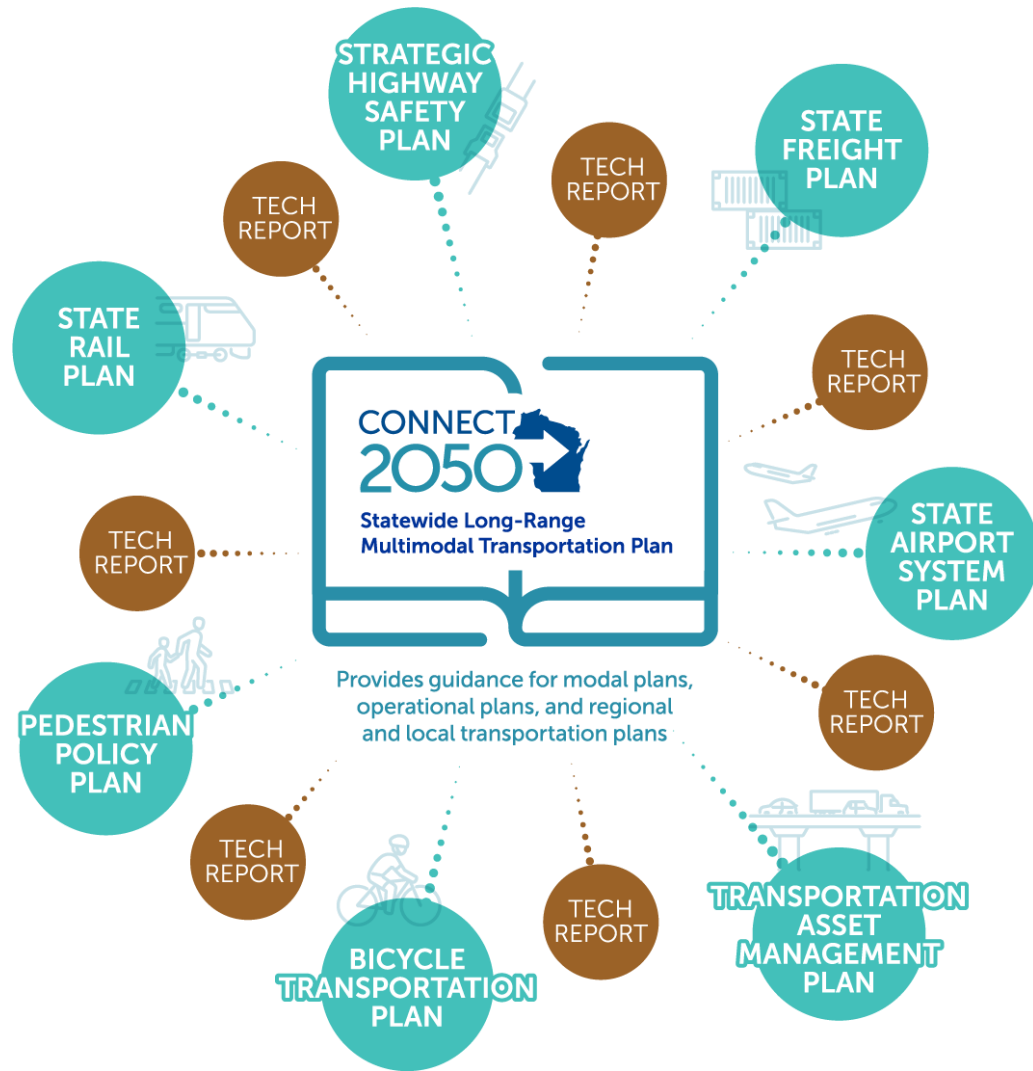 STRATEGIC
HIGHWAY
SAFETY
PLAN
TECH
REPORT
STATE
FREIGHT
PLAN
TECH
REPORT
STATE
RAIL
PLAN
TECH
REPORT
CONNECT
2050
Statewide Long-Range
Multimodal Transportation Plan
TECH
REPORT
STATE
AIRPORT
SYSTEM
PLAN
Provides guidance for modal plans,
operational plans, and regional
and local transportation plans
TECH
REPORT
PEDESTRIAN
POLICY
PLAN
TECH
REPORT
BICYCLE
TRANSPORTATION
PLAN
TECH
REPORT
TRANSPORTATION
ASSET
MANAGEMENT
PLAN